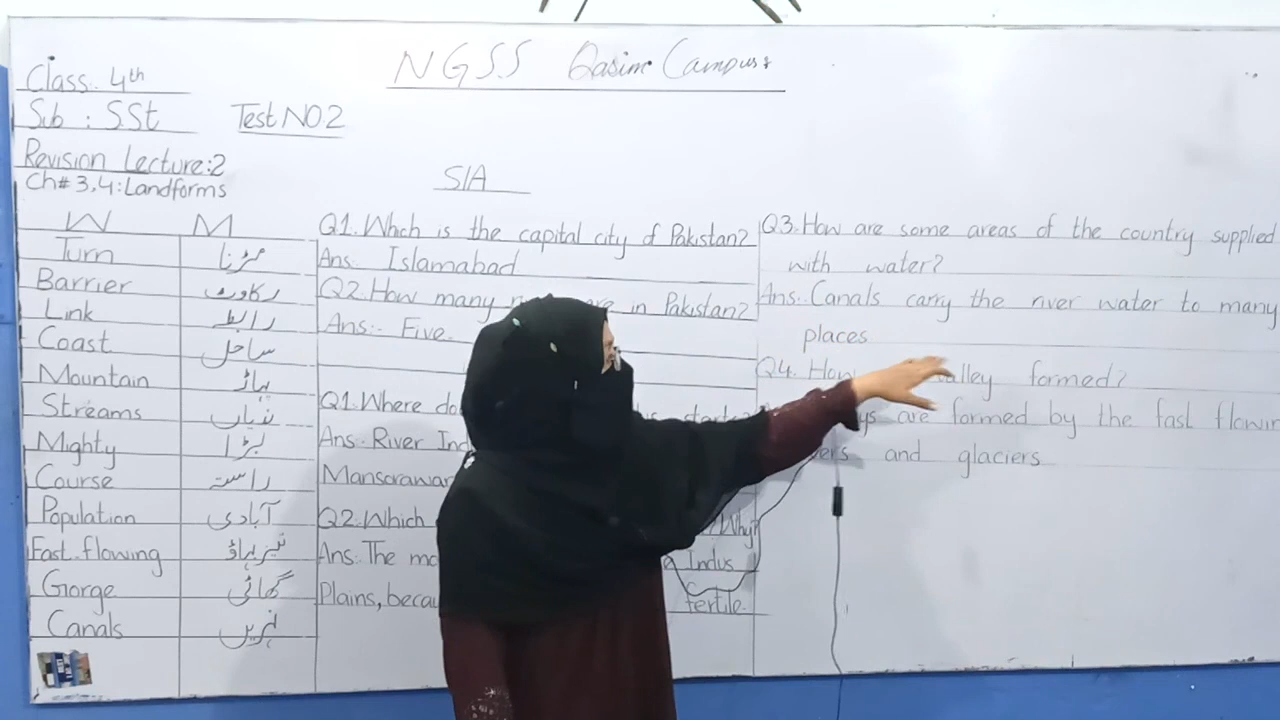 NGSS Qasim Campus
Class: 4th
Sub : SSt Test NO2
Revision Lecture:2
Ch# 3,4:Landforms
S/A
W M
Turn مڑنا
Barrier رکاوٹ
Link رابطہ
Coast ساحل
Mountain پہاڑ
Streams ندیاں
Mighty بڑا
Course راستہ
Population آبادی
Fast flowing تیز بہاؤ
Gorge گھاٹی
Canals نہریں
Q1.Which is the capital city of Pakistan?
Ans: Islamabad
Q2.How many are in Pakistan?
Ans:- Five.
Q1.Where do start?
Ans: River Ind
Mansarawar
Q2.Which Why?
Ans:. The mo Indus
Plains, becau fertile.
Q3.How are some areas of the country supplied
with water?
Ans:.Canals carry the river water to many
places
Q4. How valley formed?
ys are formed by the fast flowin
vers and glaciers